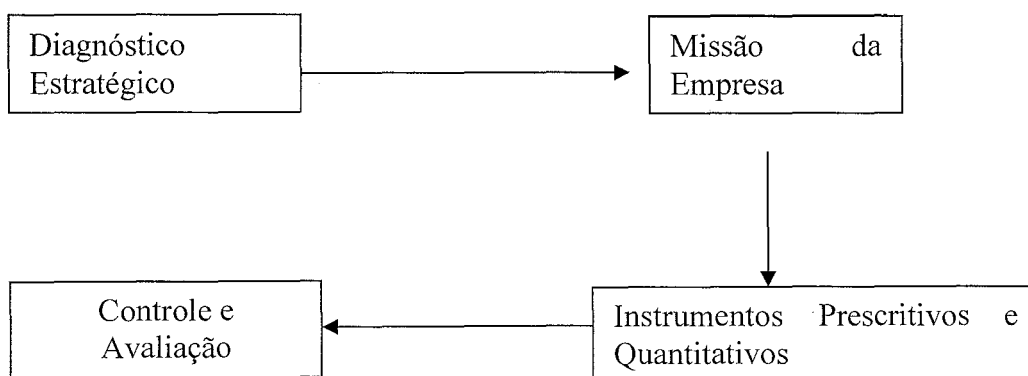 Diagnóstico
Estratégico
Missão da
Empresa
Instrumentos Prescritivos e
Quantitativos
Controle e
Avaliação